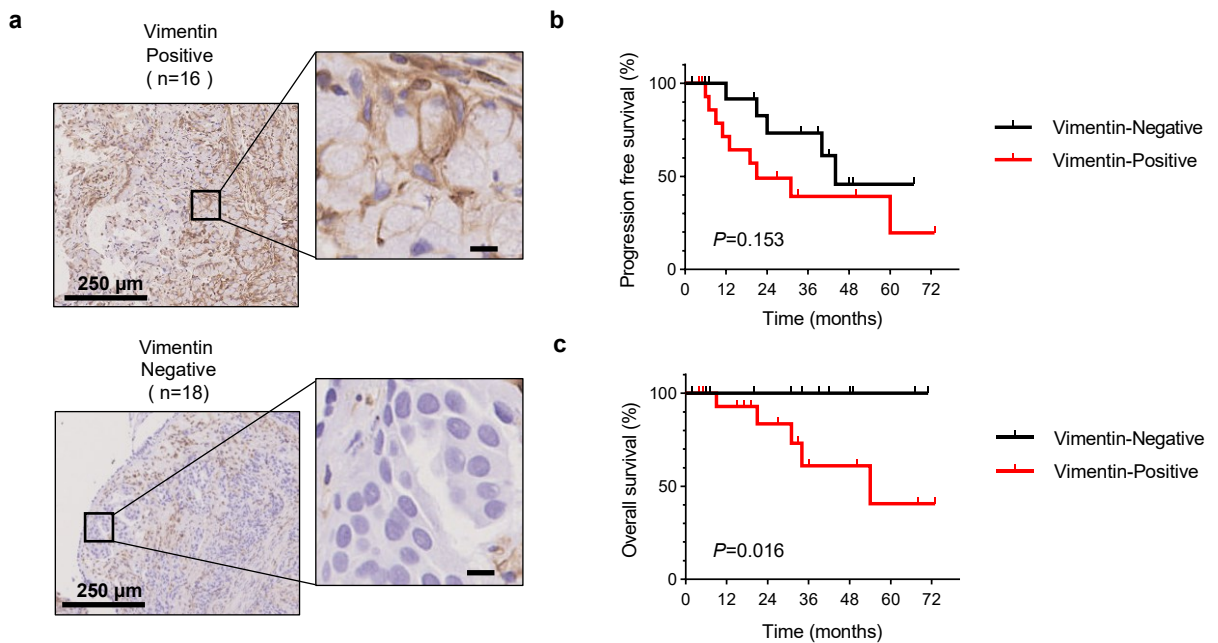 a
Vimentin
Positive
( n=16 )
250 µm
Vimentin
Negative
( n=18)
250 µm
b
Progression free survival (%)
100
50
0
0 12 24 36 48 60 72
Time (months)
P=0.153
Vimentin-Negative
Vimentin-Positive
c
Overall survival (%)
100
50
0
0 12 24 36 48 60 72
Time (months)
P=0.016
Vimentin-Negative
Vimentin-Positive